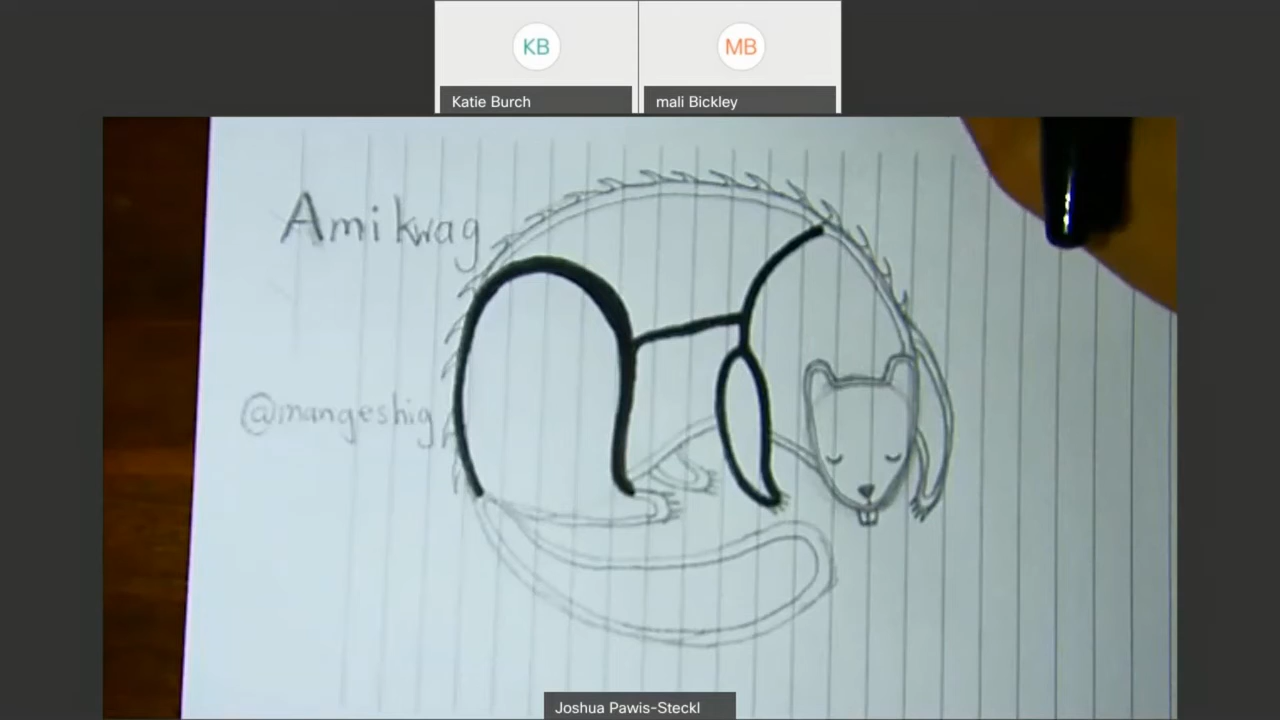 KB
MB
Katie Burch
mali Bickley
Amikwag
@mangeshig
Joshua Pawis-Steckl